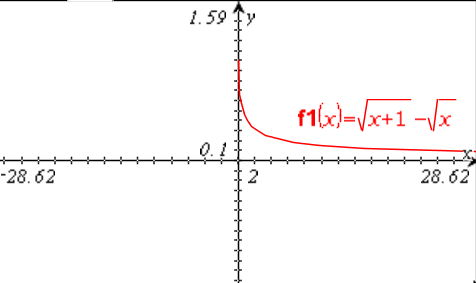 1.59 y
f1(x)=√x+1 −√x
0.1
x
-28.62 2 28.62